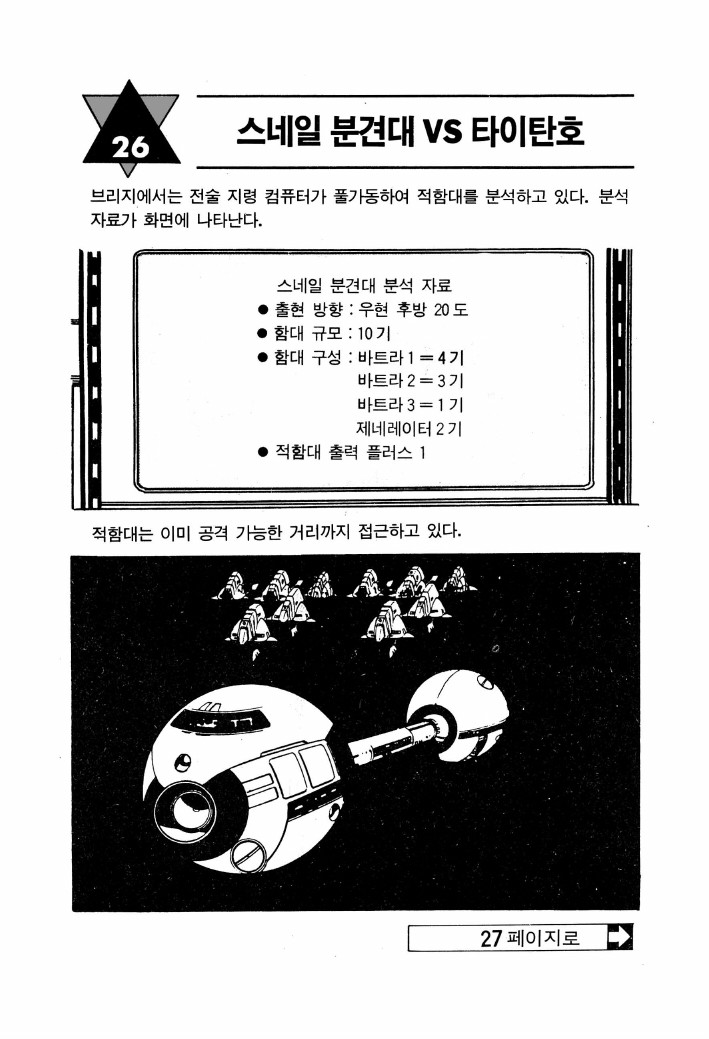 26
스네일 분견대 VS 타이탄호
브리지에서는 전술 지령 컴퓨터가 풀가동하여 적함대를 분석하고 있다. 분석
자료가 화면에 나타난다.
스네일 분견대 분석 자료
● 출현 방향 : 우현 후방 20도
● 함대 규모 : 10기
● 함대 구성 : 바트라 1 = 4기
바트라 2 = 3기
바트라 3 = 1기
제네레이터 2기
● 적함대 출력 플러스 1
적함대는 이미 공격 가능한 거리까지 접근하고 있다.
27 페이지로